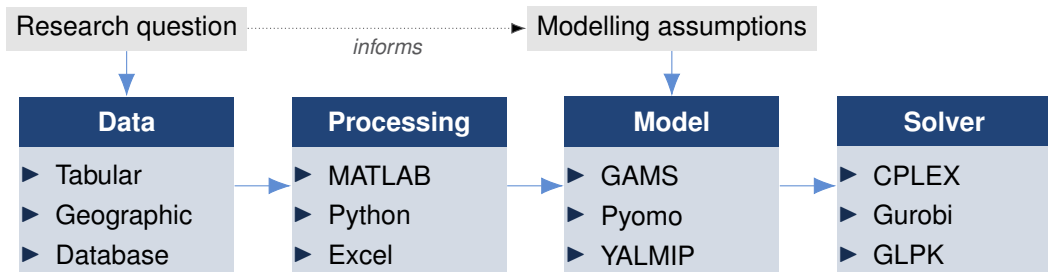 Research question
informs
Modelling assumptions
Data
Tabular
Geographic
Database
Processing
MATLAB
Python
Excel
Model
GAMS
Pyomo
YALMIP
Solver
CPLEX
Gurobi
GLPK